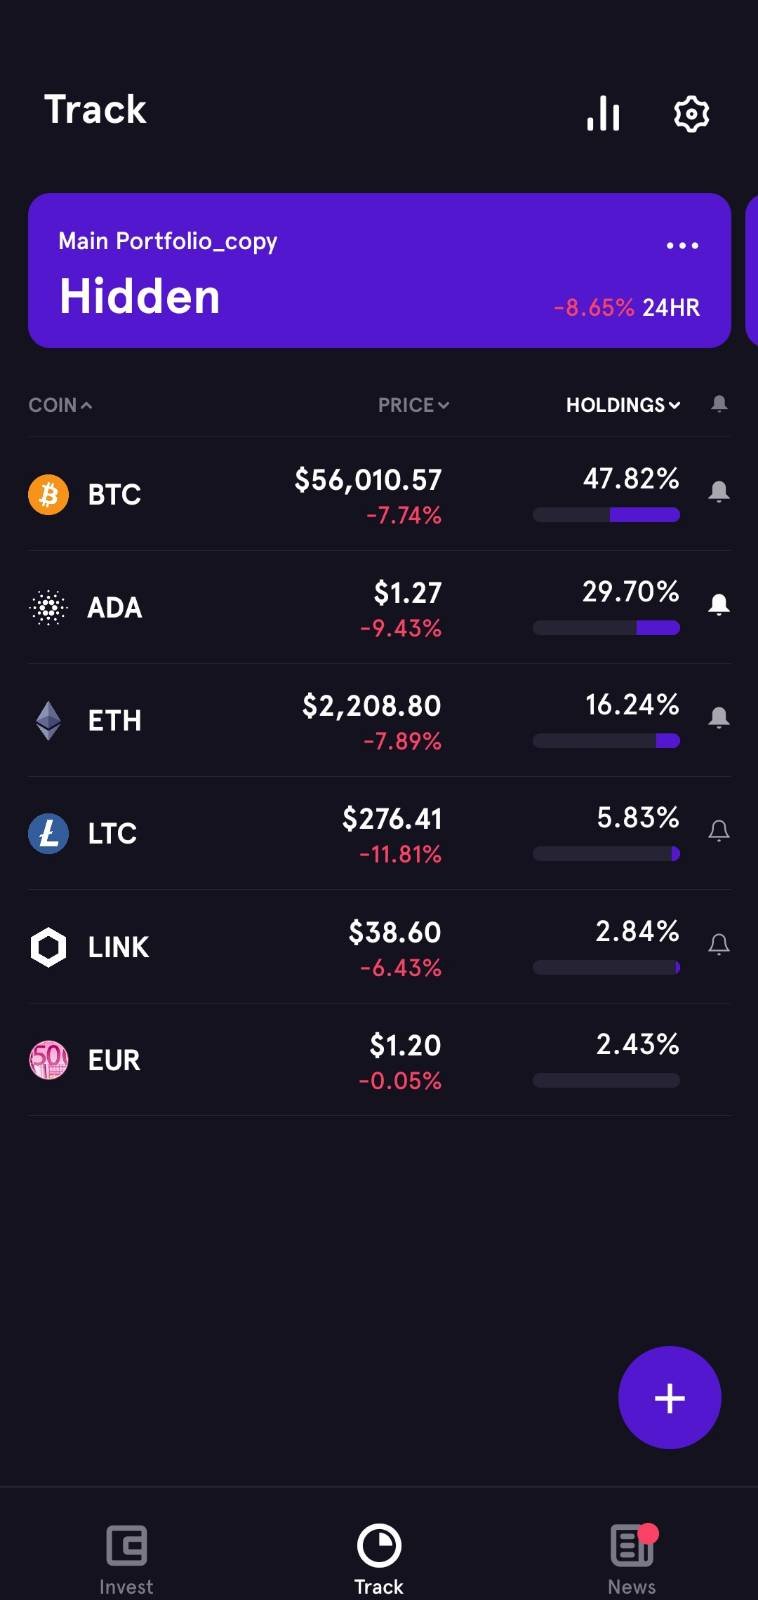 Track
Main Portfolio_copy
Hidden
-8.65% 24HR
COIN PRICE HOLDINGS
BTC $56,010.57 47.82%
-7.74%
ADA $1.27 29.70%
-9.43%
ETH $2,208.80 16.24%
-7.89%
LTC $276.41 5.83%
-11.81%
LINK $38.60 2.84%
-6.43%
EUR $1.20 2.43%
-0.05%
Invest Track News